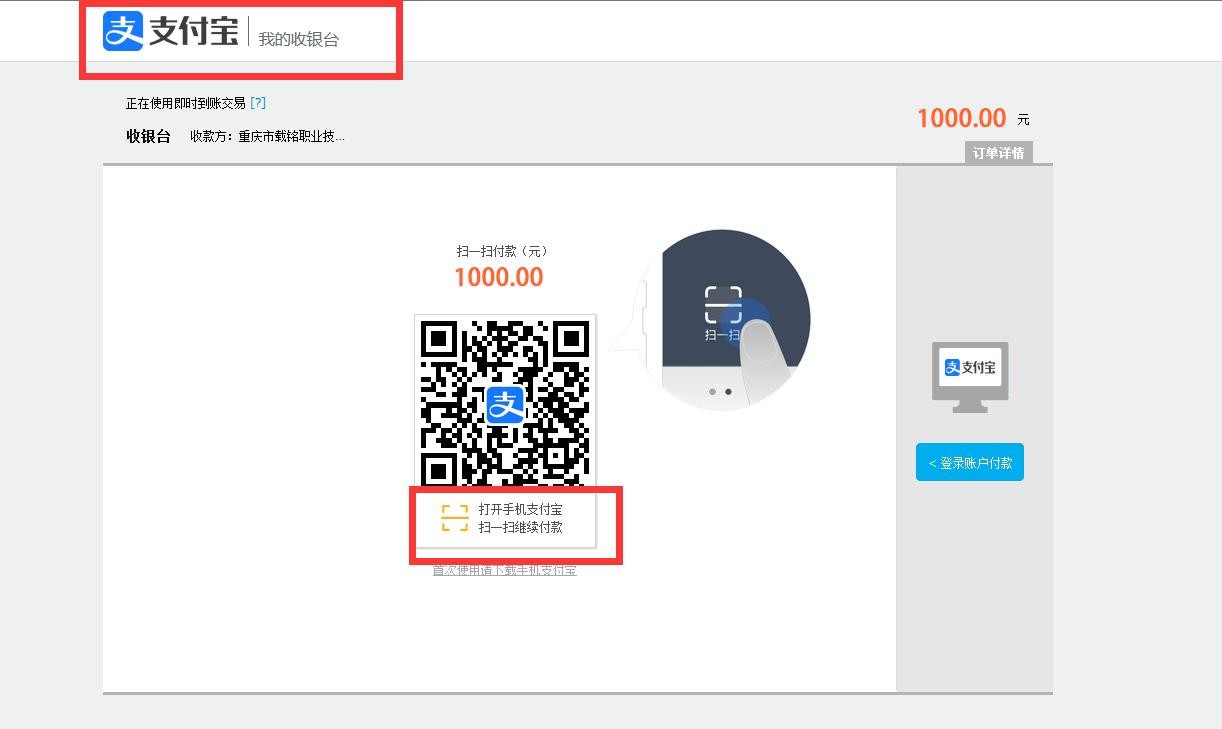 支 支付宝 我的收银台
正在使用即时到账交易 [?]
收银台 收款方：重庆市载铭职业技...
1000.00 元
订单详情
扫一扫付款（元）
1000.00
扫一扫
支
支 支付宝
< 登录账户付款
打开手机支付宝
扫一扫继续付款
首次使用请下载手机支付宝